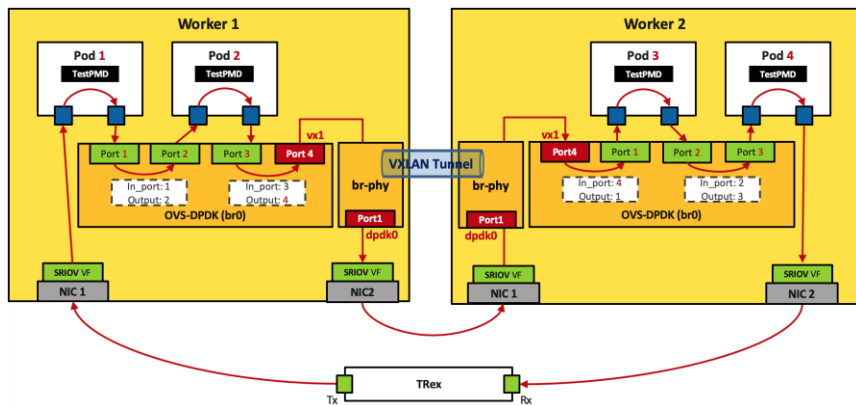 Worker 1
Pod 1
TestPMD
Pod 2
TestPMD
vx1
Port 1
Port 2
Port 3
Port 4
In_port: 1
Output: 2
In_port: 3
Output: 4
OVS-DPDK (br0)
br-phy
Port1
dpdk0
SRIOV VF
NIC 1
SRIOV VF
NIC2
VXLAN Tunnel
Worker 2
Pod 3
TestPMD
Pod 4
TestPMD
vx1
Port4
Port 1
Port 2
Port 3
In_port: 4
Output: 1
In_port: 2
Output: 3
OVS-DPDK (br0)
br-phy
Port1
dpdk0
SRIOV VF
NIC 1
SRIOV VF
NIC 2
TRex
Tx
Rx